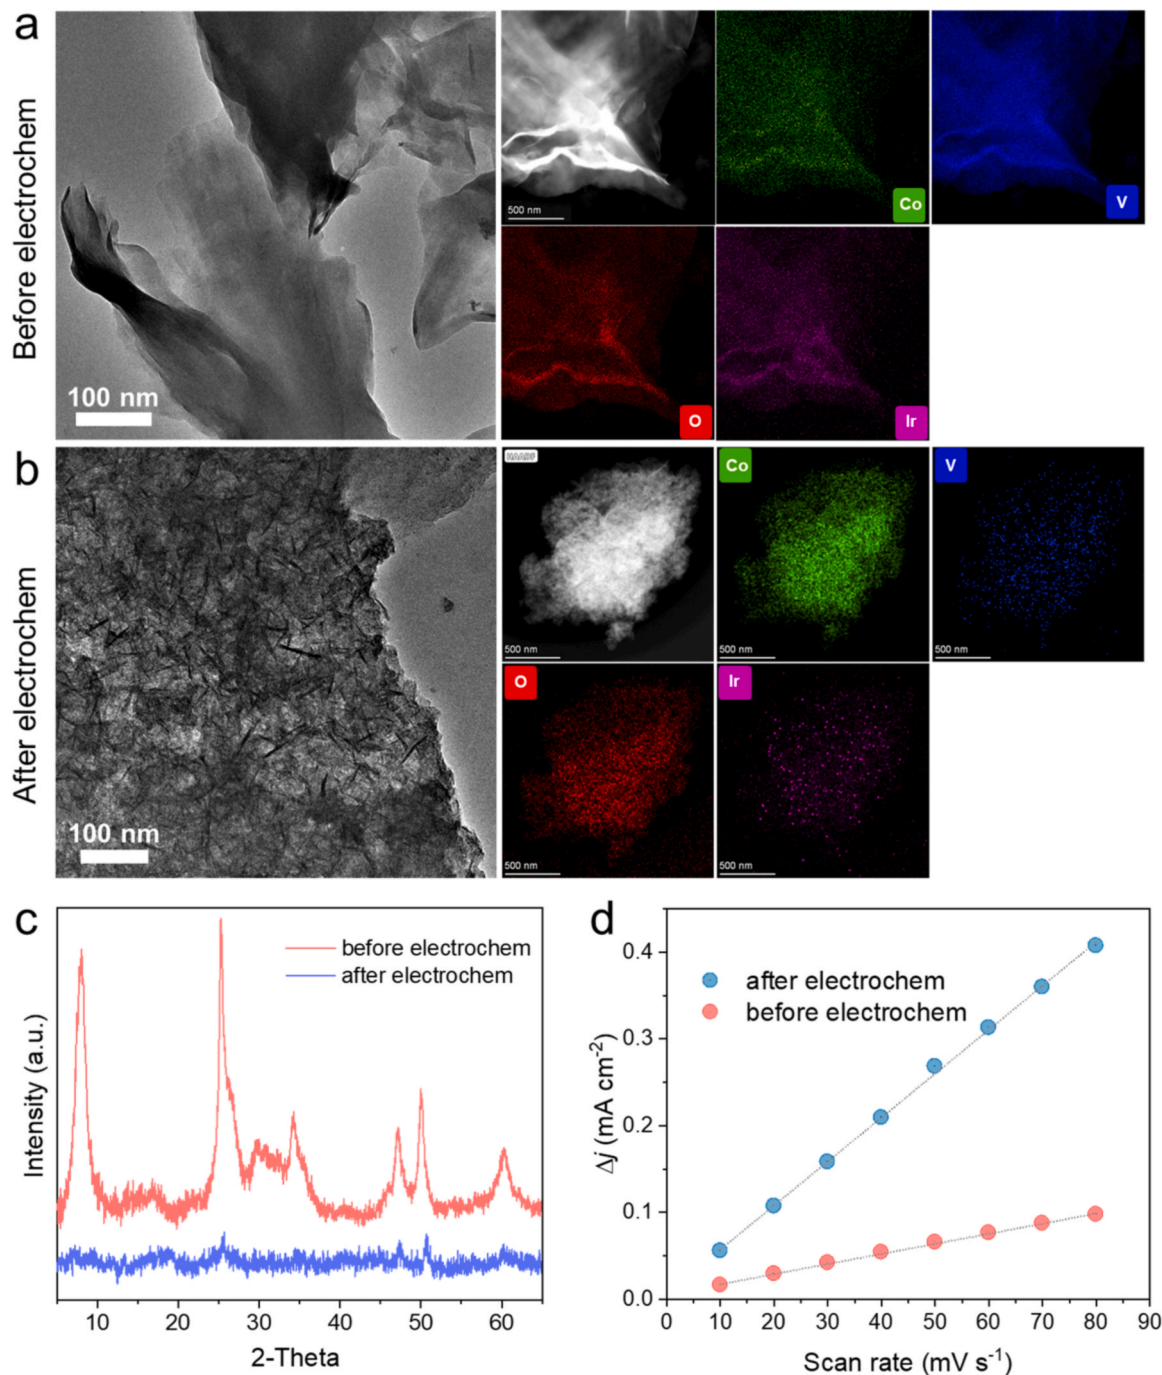 a
Before electrochem
100 nm
500 nm
Co
V
O
Ir
b
After electrochem
100 nm
HAADF
500 nm
Co
500 nm
V
500 nm
O
500 nm
Ir
500 nm
c
before electrochem
after electrochem
Intensity (a.u.)
10 20 30 40 50 60
2-Theta
d
after electrochem
before electrochem
Δj (mA cm⁻²)
0.4
0.3
0.2
0.1
0.0
0 10 20 30 40 50 60 70 80 90
Scan rate (mV s⁻¹)